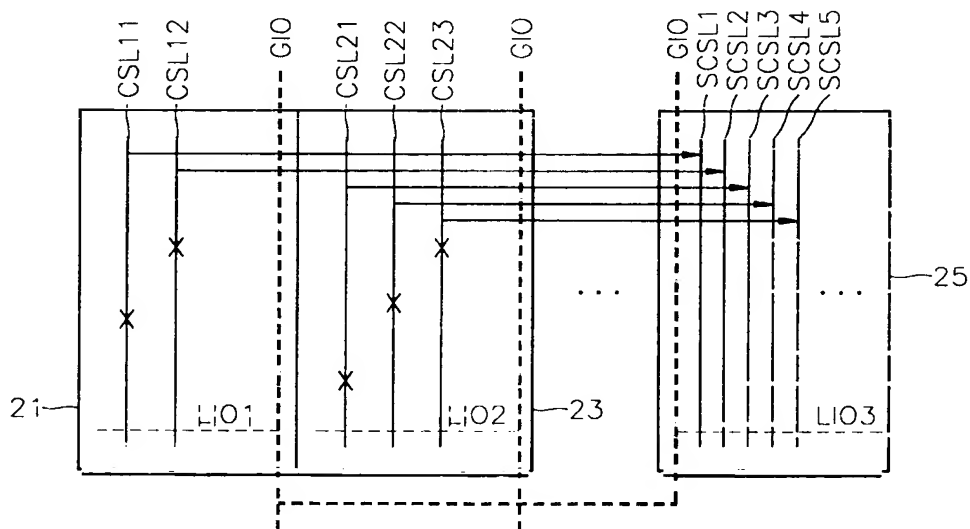 CSL11
CSL12
GIO
CSL21
CSL22
CSL23
GIO
GIO
SCSL1
SCSL2
SCSL3
SCSL4
SCSL5
21
LIO1
LIO2
23
...
...
25
LIO3